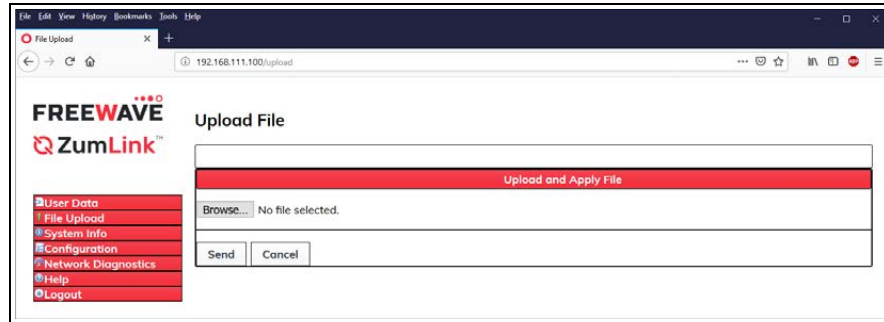 File Edit View History Bookmarks Tools Help
File Upload
192.168.111.100/upload
FREEWAVE
ZumLink™
Upload File
Upload and Apply File
Browse... No file selected.
Send Cancel
User Data
File Upload
System Info
Configuration
Network Diagnostics
Help
Logout